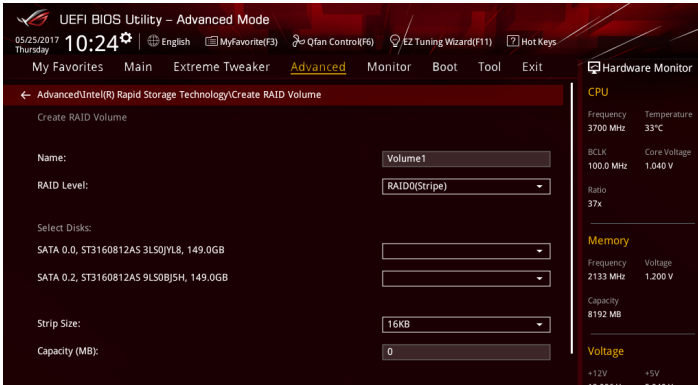 UEFI BIOS Utility – Advanced Mode
05/25/2017 Thursday 10:24 English MyFavorite(F3) Qfan Control(F6) EZ Tuning Wizard(F11) ? Hot Keys
My Favorites Main Extreme Tweaker Advanced Monitor Boot Tool Exit
Hardware Monitor
← Advanced\Intel(R) Rapid Storage Technology\Create RAID Volume
Create RAID Volume
Name: Volume1
RAID Level: RAID0(Stripe)
Select Disks:
SATA 0.0, ST3160812AS 3LS0JYL8, 149.0GB
SATA 0.2, ST3160812AS 9LS0BJ5H, 149.0GB
Strip Size: 16KB
Capacity (MB): 0
CPU
Frequency Temperature
3700 MHz 33°C
BCLK Core Voltage
100.0 MHz 1.040 V
Ratio
37x
Memory
Frequency Voltage
2133 MHz 1.200 V
Capacity
8192 MB
Voltage
+12V +5V